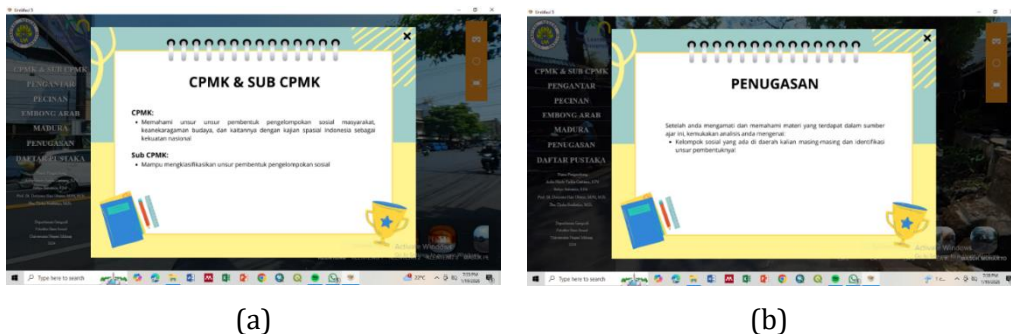 CPMK & SUB CPMK
CPMK:
• Memahami unsur unsur pembentuk pengelompokan sosial masyarakat,
keanekaragaman budaya, dan kaitannya dengan kajian spasial Indonesia sebagai
kekuatan nasional
Sub CPMK:
• Mampu mengklasifikasikan unsur pembentuk pengelompokan sosial
CPMK & SUB CPMK
PENGANTAR
PECINAN
EMBONG ARAB
MADURA
PENUGASAN
DAFTAR PUSTAKA
Activate Windows
Type here to search
22°C
(a)
PENUGASAN
Setelah anda mengamati dan memahami materi yang terdapat dalam sumber
ajar ini, kemukakan analisis anda mengenai:
• Kelompok sosial yang ada di daerah kalian masing-masing dan identifikasi
unsur pembentuknya!
CPMK & SUB CPMK
PENGANTAR
PECINAN
EMBONG ARAB
MADURA
PENUGASAN
DAFTAR PUSTAKA
Activate Windows
Type here to search
(b)